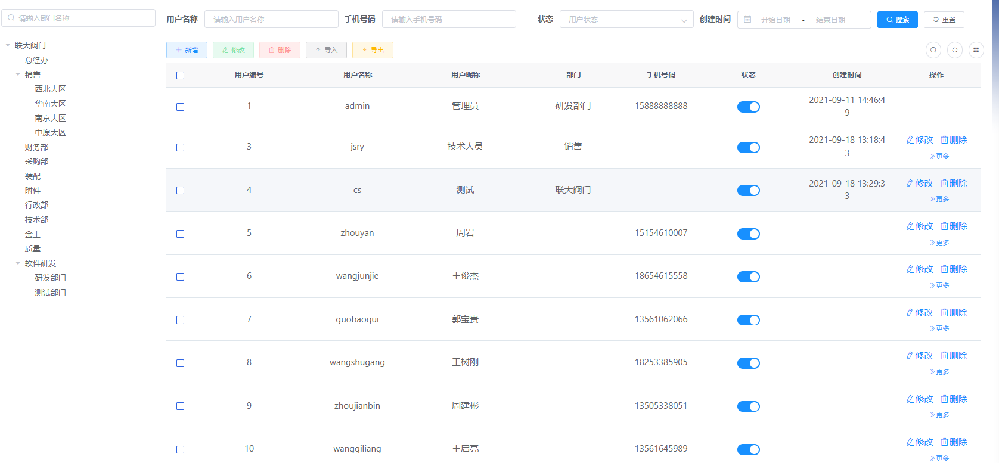 请输入部门名称
联大阀门
总经办
销售
西北大区
华南大区
南京大区
中原大区
财务部
采购部
装配
附件
行政部
技术部
金工
质量
软件研发
研发部门
测试部门
用户名称 请输入用户名称 手机号码 请输入手机号码 状态 用户状态 创建时间 开始日期 - 结束日期 搜索 重置
新增 修改 删除 导入 导出
用户编号 用户名称 用户昵称 部门 手机号码 状态 创建时间 操作
1 admin 管理员 研发部门 15888888888 2021-09-11 14:46:4
9
3 jsry 技术人员 销售 2021-09-18 13:18:4 修改 删除
3 更多
4 cs 测试 联大阀门 2021-09-18 13:29:3 修改 删除
3 更多
5 zhouyan 周岩 15154610007 修改 删除
更多
6 wangjunjie 王俊杰 18654615558 修改 删除
更多
7 guobaogui 郭宝贵 13561062066 修改 删除
更多
8 wangshugang 王树刚 18253385905 修改 删除
更多
9 zhoujianbin 周建彬 13505338051 修改 删除
更多
10 wangqiliang 王启亮 13561645989 修改 删除
更多